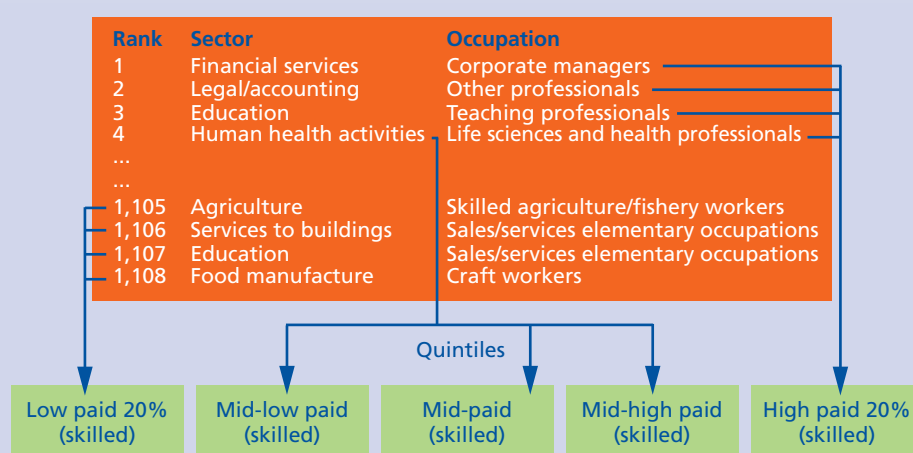 Rank Sector Occupation
1 Financial services Corporate managers
2 Legal/accounting Other professionals
3 Education Teaching professionals
4 Human health activities Life sciences and health professionals
...
...
1,105 Agriculture Skilled agriculture/fishery workers
1,106 Services to buildings Sales/services elementary occupations
1,107 Education Sales/services elementary occupations
1,108 Food manufacture Craft workers
Quintiles
Low paid 20% Mid-low paid Mid-paid Mid-high paid High paid 20%
(skilled) (skilled) (skilled) (skilled) (skilled)